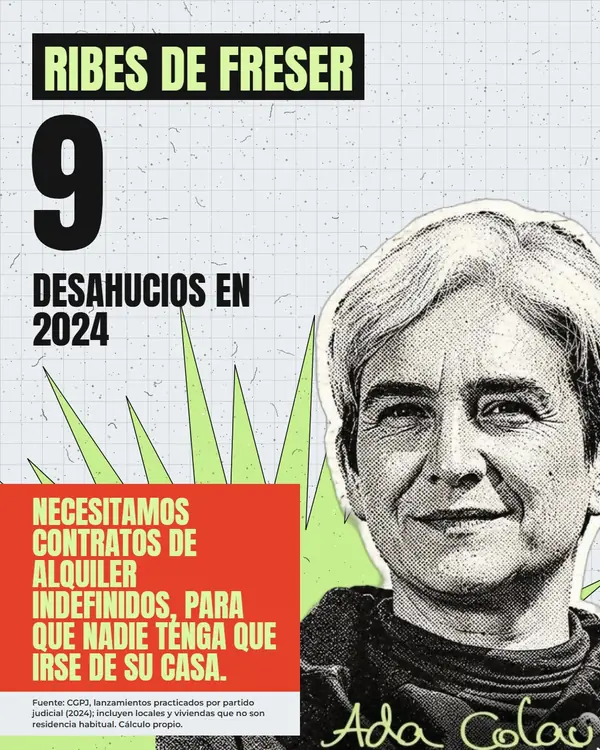 RIBES DE FRESER
9
DESAHUCIOS EN
2024
NECESITAMOS
CONTRATOS DE
ALQUILER
INDEFINIDOS, PARA
QUE NADIE TENGA QUE
IRSE DE SU CASA.
Fuente: CGPJ, lanzamientos practicados por partido
judicial (2024); incluyen locales y viviendas que no son
residencia habitual. Cálculo propio.
Ada Colau